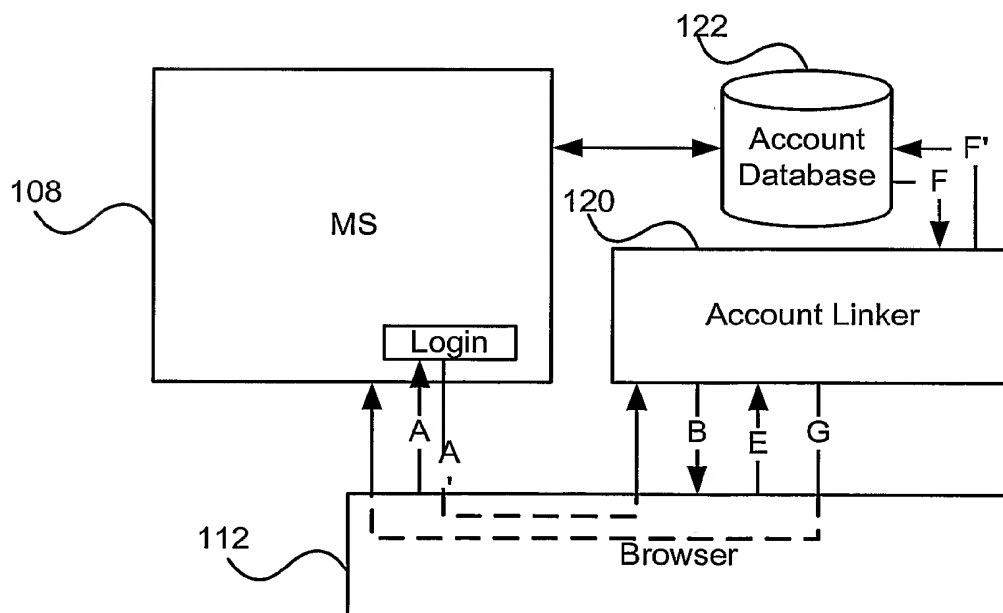 122
Account
Database
F'
F
108
MS
120
Account Linker
Login
A
A
'
B
E
G
112
Browser